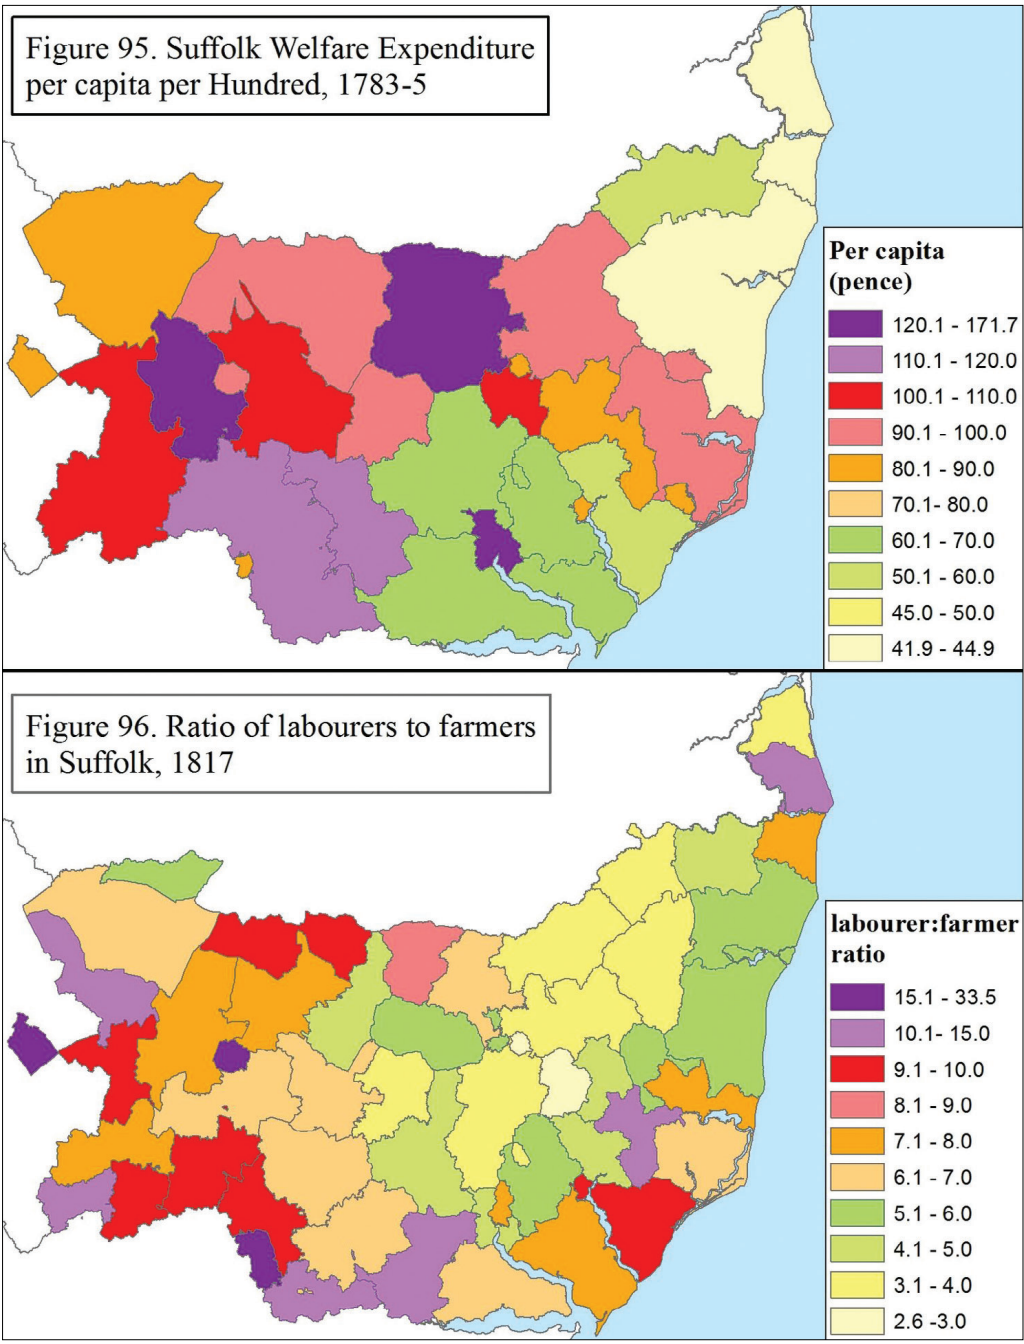 Figure 95. Suffolk Welfare Expenditure
per capita per Hundred, 1783-5
Per capita
(pence)
120.1 - 171.7
110.1 - 120.0
100.1 - 110.0
90.1 - 100.0
80.1 - 90.0
70.1 - 80.0
60.1 - 70.0
50.1 - 60.0
45.0 - 50.0
41.9 - 44.9
Figure 96. Ratio of labourers to farmers
in Suffolk, 1817
labourer:farmer
ratio
15.1 - 33.5
10.1- 15.0
9.1 - 10.0
8.1 - 9.0
7.1 - 8.0
6.1 - 7.0
5.1 - 6.0
4.1 - 5.0
3.1 - 4.0
2.6 -3.0